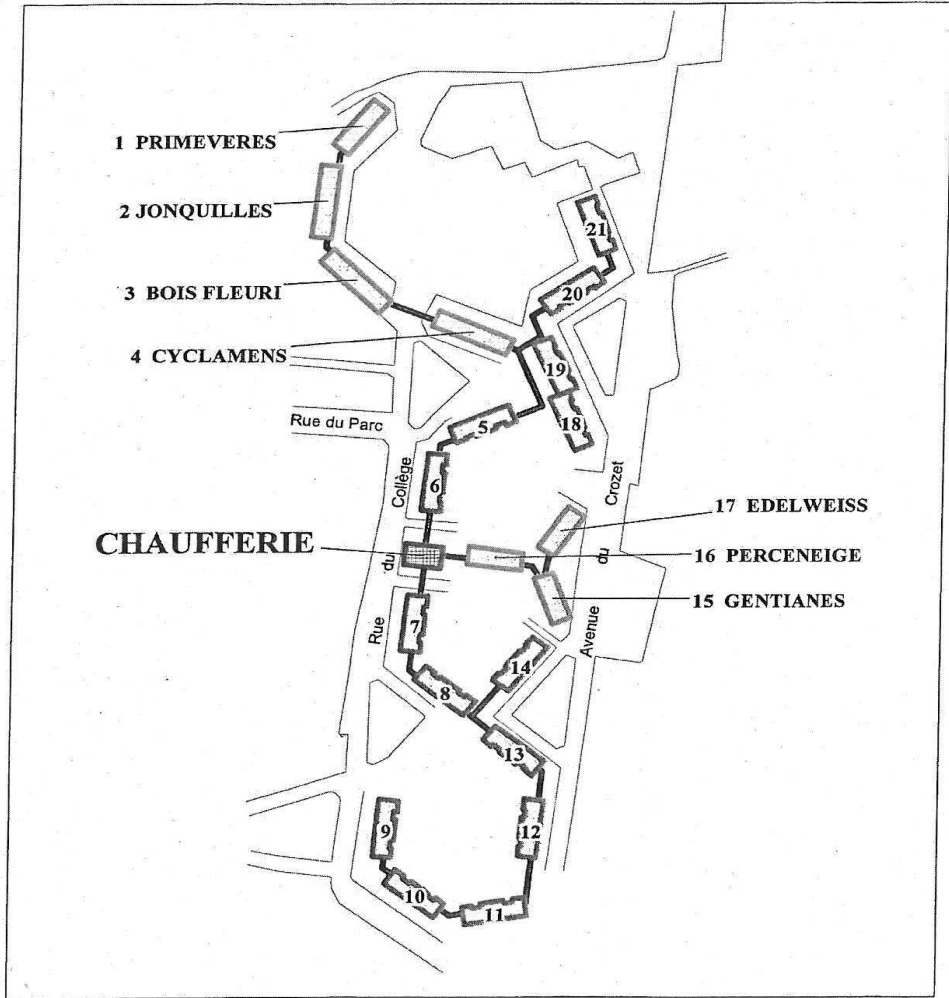 1 PRIMEVERES
2 JONQUILLES
21
3 BOIS FLEURI
20
4 CYCLAMENS
19
18
5
Rue du Parc
6
Collège
du
Rue
Crozet
du
Avenue
17 EDELWEISS
CHAUFFERIE
16 PERCENEIGE
15 GENTIANES
7
14
8
13
9
12
10
11